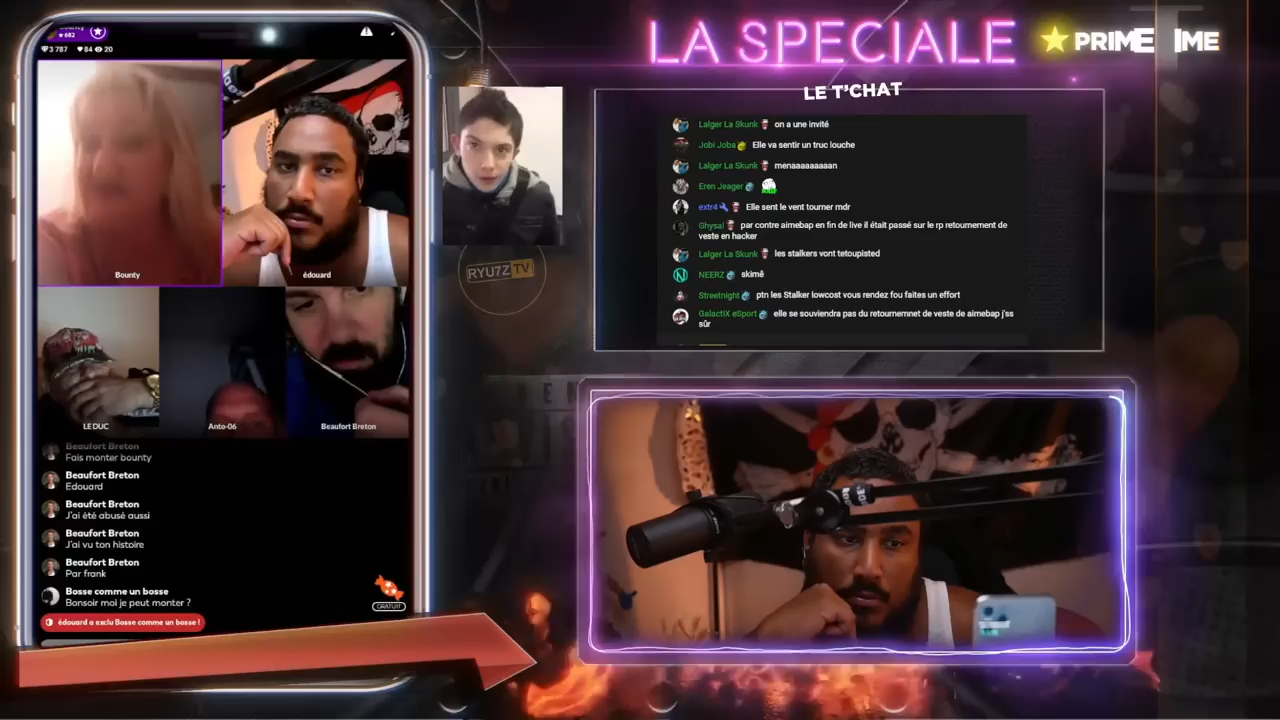 682
3 787 84 20
LA SPECIALE
PRIME IME
LE T'CHAT
Lalger La Skunk on a une invité
Jobi Joba Elle va sentir un truc louche
Lalger La Skunk menaaaaaaaaan
Eren Jeager
extr4 Elle sent le vent tourner mdr
Ghysal par contre aimebap en fin de live il était passé sur le rp retournement de
veste en hacker
Lalger La Skunk les stalkers vont tetoupisted
NEERZ skimê
Streetnight ptn les Stalker lowcost vous rendez fou faites un effort
GalactiX eSport elle se souviendra pas du retournemnet de veste de aimebap j'ss
sûr
Bounty
édouard
RYU7Z TV
LE DUC
Anto-06
Beaufort Breton
Beaufort Breton
Fais monter bounty
Beaufort Breton
Edouard
Beaufort Breton
J'ai été abusé aussi
Beaufort Breton
J'ai vu ton histoire
Beaufort Breton
Par frank
Bosse comme un bosse
Bonsoir moi je peut monter ?
GRATUIT
édouard a exclu Bosse comme un bosse !